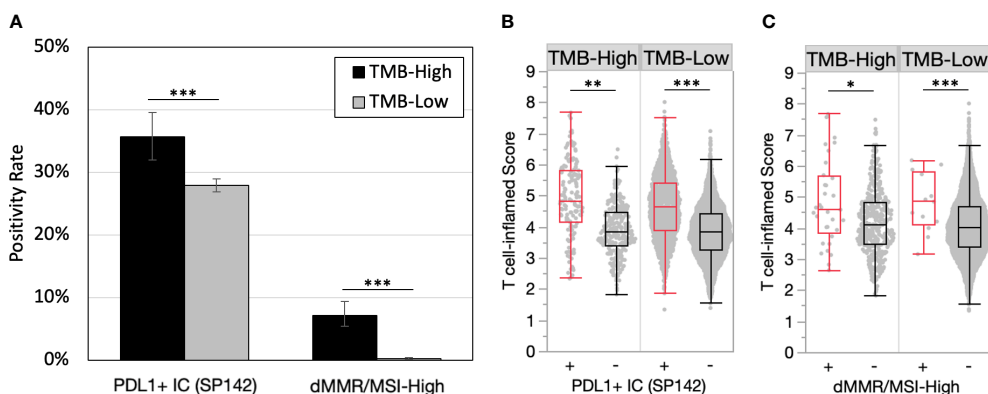 A
50%
40%
30%
20%
10%
0%
Positivity Rate
TMB-High
TMB-Low
***
***
PDL1+ IC (SP142)
dMMR/MSI-High
B
TMB-High
TMB-Low
9
8
7
6
5
4
3
2
1
0
T cell-inflamed Score
**
***
+ - + -
PDL1+ IC (SP142)
C
TMB-High
TMB-Low
9
8
7
6
5
4
3
2
1
0
T cell-inflamed Score
*
***
+ - + -
dMMR/MSI-High